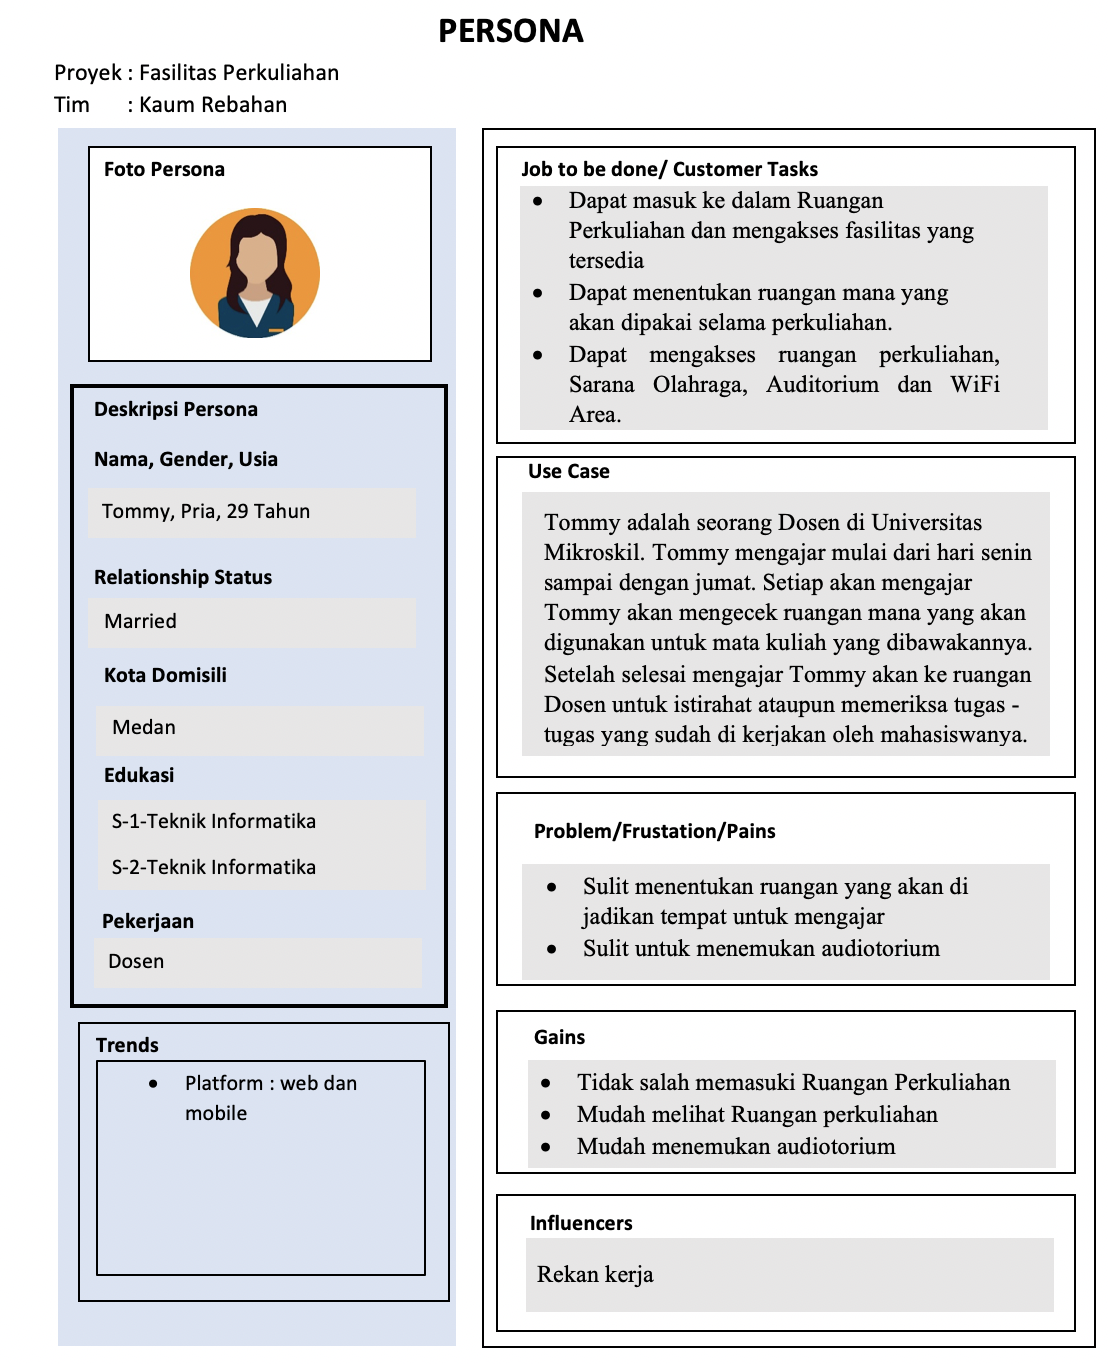 PERSONA
Proyek : Fasilitas Perkuliahan
Tim : Kaum Rebahan
Foto Persona
Deskripsi Persona
Nama, Gender, Usia
Tommy, Pria, 29 Tahun
Relationship Status
Married
Kota Domisili
Medan
Edukasi
S-1-Teknik Informatika
S-2-Teknik Informatika
Pekerjaan
Dosen
Trends
• Platform : web dan
mobile
Job to be done/ Customer Tasks
• Dapat masuk ke dalam Ruangan
Perkuliahan dan mengakses fasilitas yang
tersedia
• Dapat menentukan ruangan mana yang
akan dipakai selama perkuliahan.
• Dapat mengakses ruangan perkuliahan,
Sarana Olahraga, Auditorium dan WiFi
Area.
Use Case
Tommy adalah seorang Dosen di Universitas
Mikroskil. Tommy mengajar mulai dari hari senin
sampai dengan jumat. Setiap akan mengajar
Tommy akan mengecek ruangan mana yang akan
digunakan untuk mata kuliah yang dibawakannya.
Setelah selesai mengajar Tommy akan ke ruangan
Dosen untuk istirahat ataupun memeriksa tugas -
tugas yang sudah di kerjakan oleh mahasiswanya.
Problem/Frustation/Pains
• Sulit menentukan ruangan yang akan di
jadikan tempat untuk mengajar
• Sulit untuk menemukan audiotorium
Gains
• Tidak salah memasuki Ruangan Perkuliahan
• Mudah melihat Ruangan perkuliahan
• Mudah menemukan audiotorium
Influencers
Rekan kerja